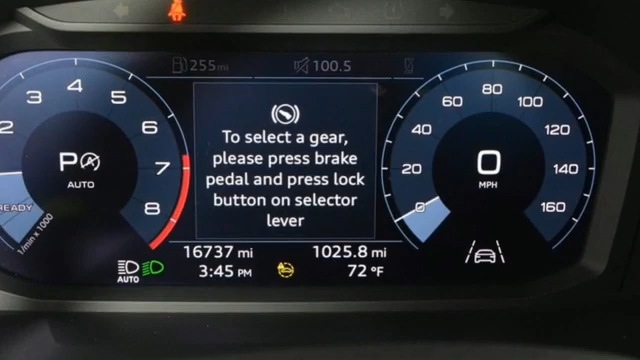 255 mi
100.5
3 4 5
2 6
7
8
P
AUTO
READY
1/min x 1000
To select a gear,
please press brake
pedal and press lock
button on selector
lever
80
60 100
40 120
20 140
0 160
0
MPH
16737 mi 1025.8 mi
AUTO
3:45 PM 72 °F